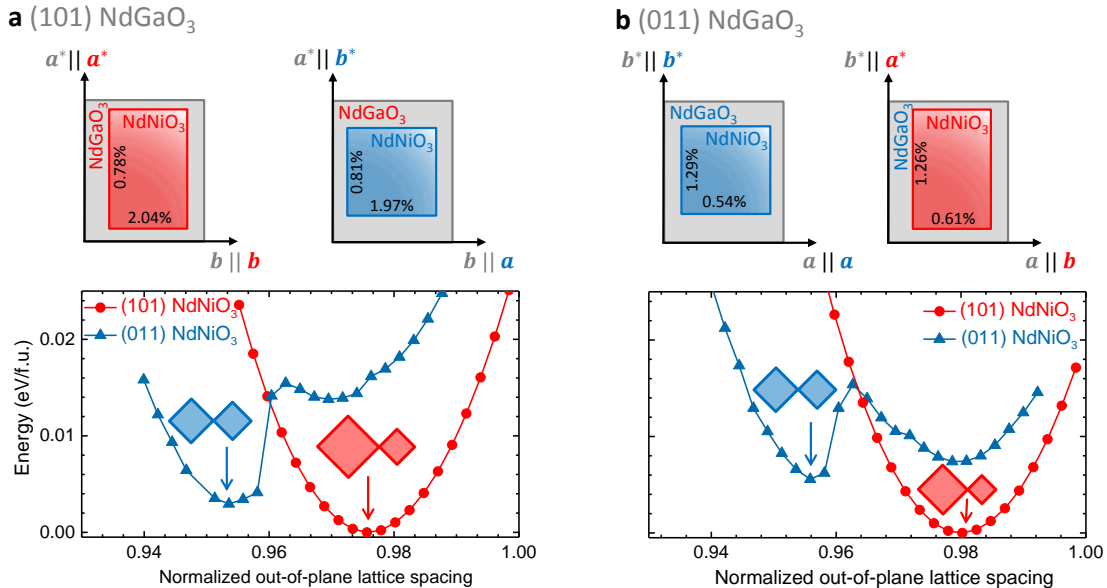 a (101) NdGaO3
a*|| a*
NdGaO3
NdNiO3
0.78%
2.04%
b || b
a*|| b*
NdGaO3
NdNiO3
0.81%
1.97%
b || a
Energy (eV/f.u.)
0.02
0.01
0.00
(101) NdNiO3
(011) NdNiO3
0.94 0.96 0.98 1.00
Normalized out-of-plane lattice spacing
b (011) NdGaO3
b*|| b*
NdGaO3
NdNiO3
1.29%
0.54%
a || a
b*|| a*
NdGaO3
NdNiO3
1.26%
0.61%
a || b
(101) NdNiO3
(011) NdNiO3
0.94 0.96 0.98 1.00
Normalized out-of-plane lattice spacing